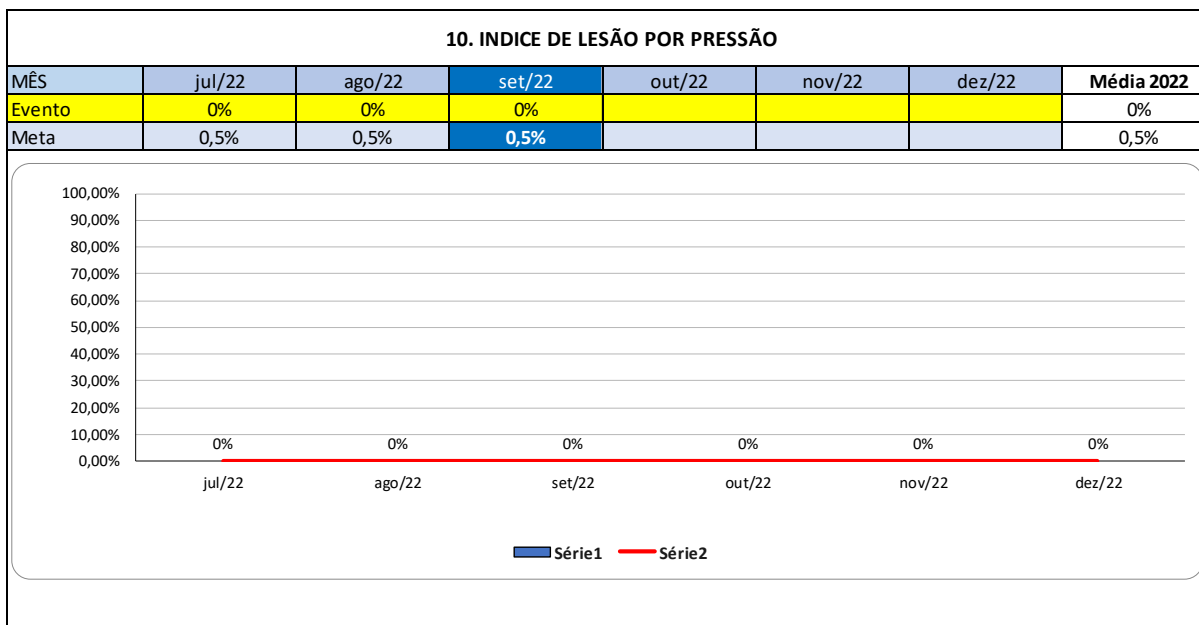 10. INDICE DE LESÃO POR PRESSÃO
MÊS jul/22 ago/22 set/22 out/22 nov/22 dez/22 Média 2022
Evento 0% 0% 0% 0%
Meta 0,5% 0,5% 0,5% 0,5%
100,00%
90,00%
80,00%
70,00%
60,00%
50,00%
40,00%
30,00%
20,00%
10,00%
0% 0% 0% 0% 0% 0%
0,00%
jul/22 ago/22 set/22 out/22 nov/22 dez/22
Série1 Série2